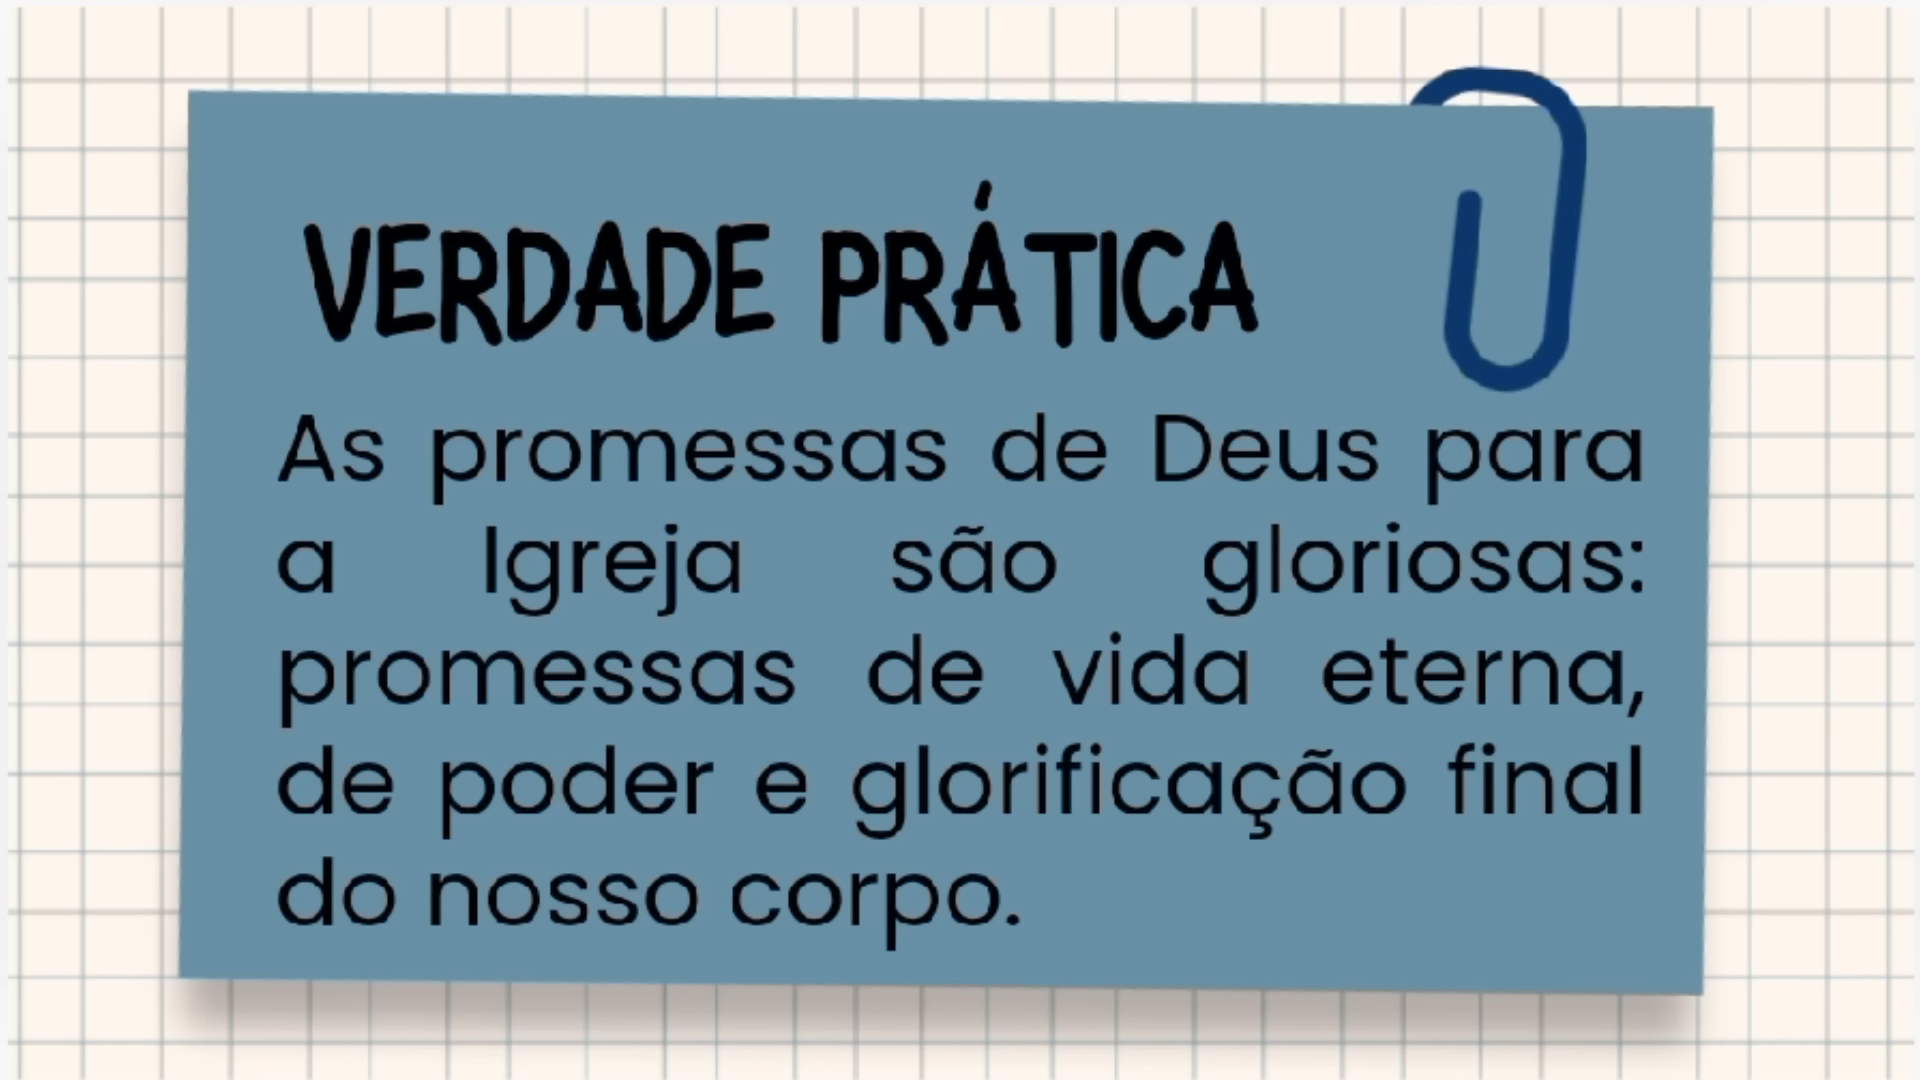 VERDADE PRÁTICA
As promessas de Deus para
a Igreja são gloriosas:
promessas de vida eterna,
de poder e glorificação final
do nosso corpo.